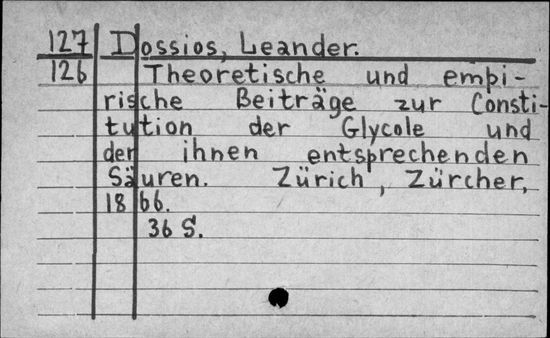 127 Dossios, Leander.
126 Theoretische und empi-
rische Beiträge zur Consti-
tution der Glycole und
der ihnen entsprechenden
Säuren. Zürich, Zürcher,
1866.
36 S.